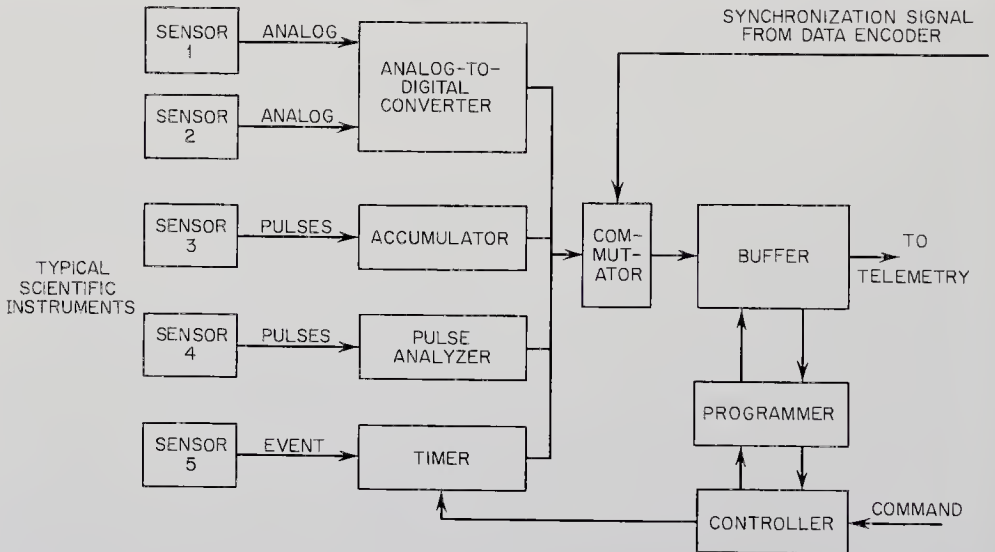 SYNCHRONIZATION SIGNAL
FROM DATA ENCODER
SENSOR
1
ANALOG
ANALOG-TO-
DIGITAL
CONVERTER
SENSOR
2
ANALOG
SENSOR
3
PULSES
ACCUMULATOR
COM-
MUT-
ATOR
BUFFER
TO
TELEMETRY
TYPICAL
SCIENTIFIC
INSTRUMENTS
SENSOR
4
PULSES
PULSE
ANALYZER
PROGRAMMER
SENSOR
5
EVENT
TIMER
CONTROLLER
COMMAND